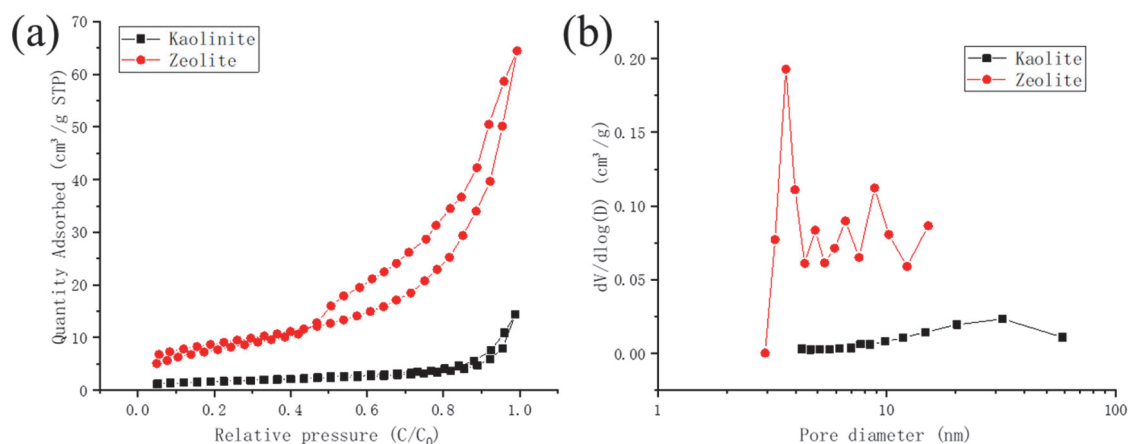 (a)
Kaolinite
Zeolite
Quantity Adsorbed (cm³/g STP)
70
60
50
40
30
20
10
0
0.0 0.2 0.4 0.6 0.8 1.0
Relative pressure (C/C₀)
(b)
Kaolite
Zeolite
dV/dlog(D) (cm³/g)
0.20
0.15
0.10
0.05
0.00
1 10 100
Pore diameter (nm)